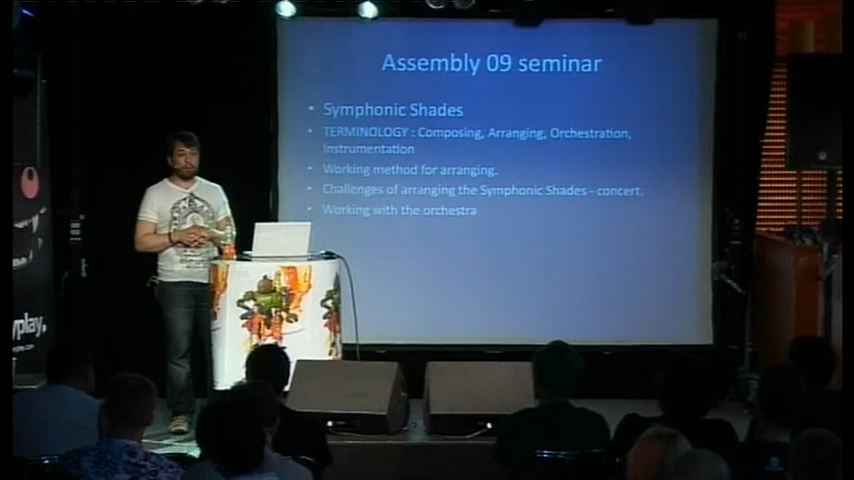 Assembly 09 seminar
• Symphonic Shades
• TERMINOLOGY : Composing, Arranging, Orchestration,
Instrumentation
• Working method for arranging.
• Challenges of arranging the Symphonic Shades - concert.
• Working with the orchestra
yplay.